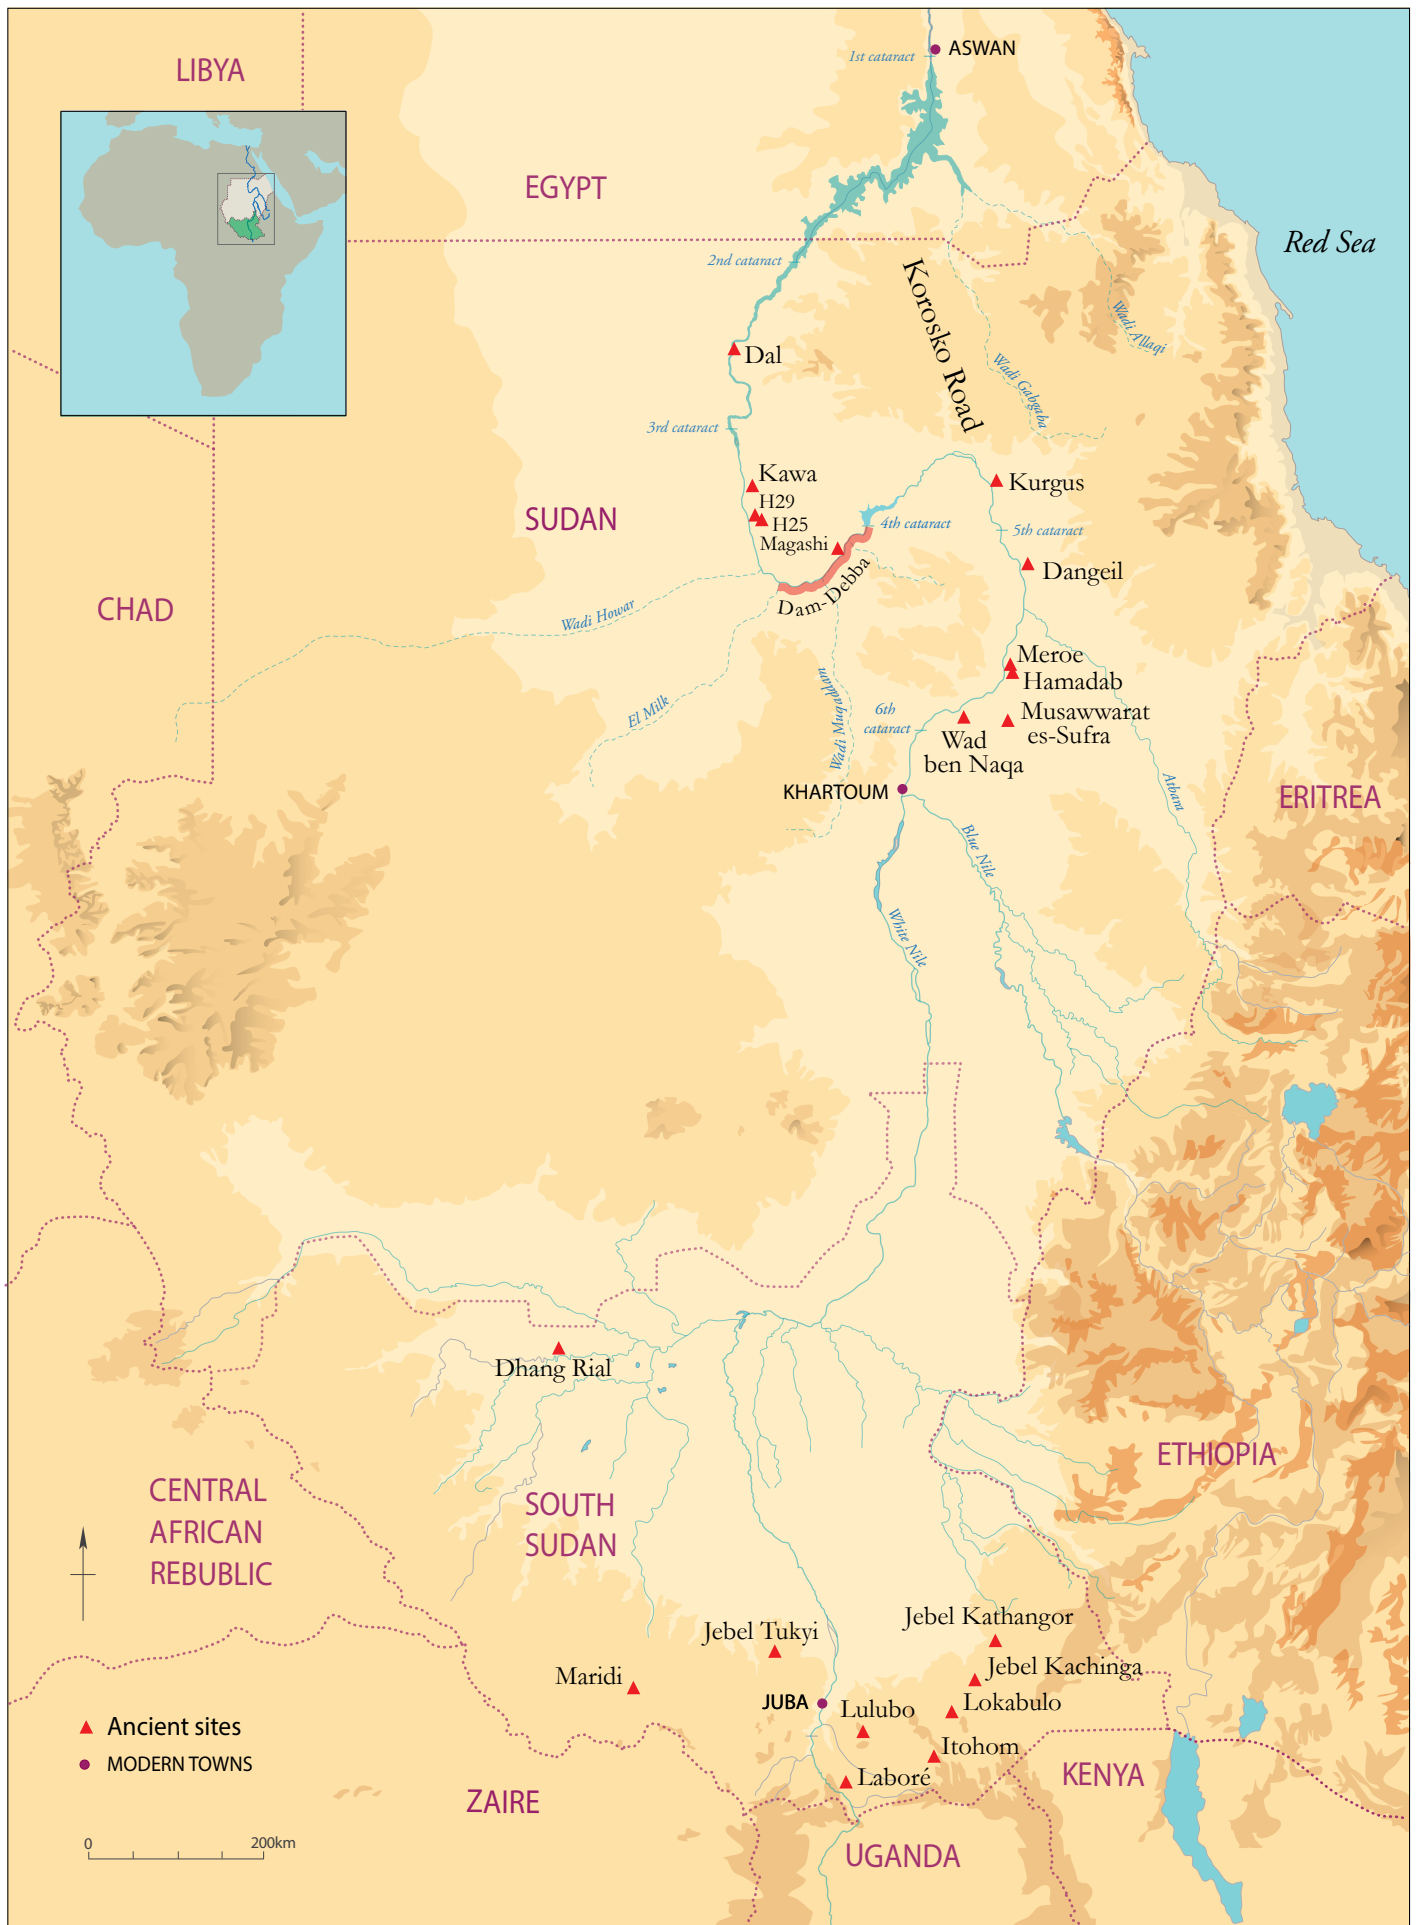 ASWAN
1st cataract
LIBYA
EGYPT
Red Sea
2nd cataract
Korosko Road
Wadi Allaqi
Dal
Wadi Gabgaba
3rd cataract
Kawa
Kurgus
H29
SUDAN
H25
4th cataract
5th cataract
Magashi
Dangeil
Dam-Debba
CHAD
Wadi Howar
Meroe
Hamadab
El Milk
Wadi Muqaddam
6th
cataract
Musawwarat
es-Sufra
Wad
ben Naqa
KHARTOUM
Atbara
ERITREA
Blue Nile
White Nile
Dhang Rial
ETHIOPIA
CENTRAL
AFRICAN
REBUBLIC
SOUTH
SUDAN
Jebel Kathangor
Jebel Tukyi
Jebel Kachinga
Maridi
JUBA
Lokabulo
Lulubo
Ancient sites
Itohom
MODERN TOWNS
Laboré
KENYA
ZAIRE
0
200km
UGANDA